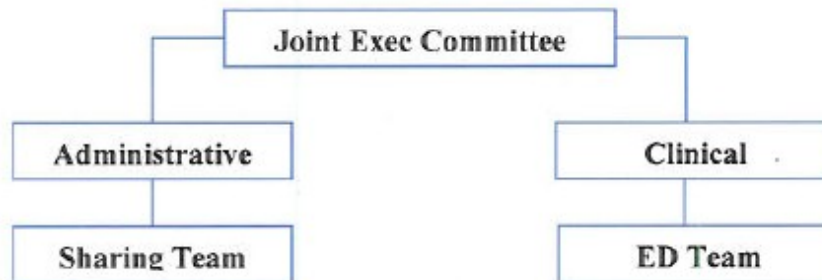 Joint Exec Committee
Administrative
Clinical
Sharing Team
ED Team